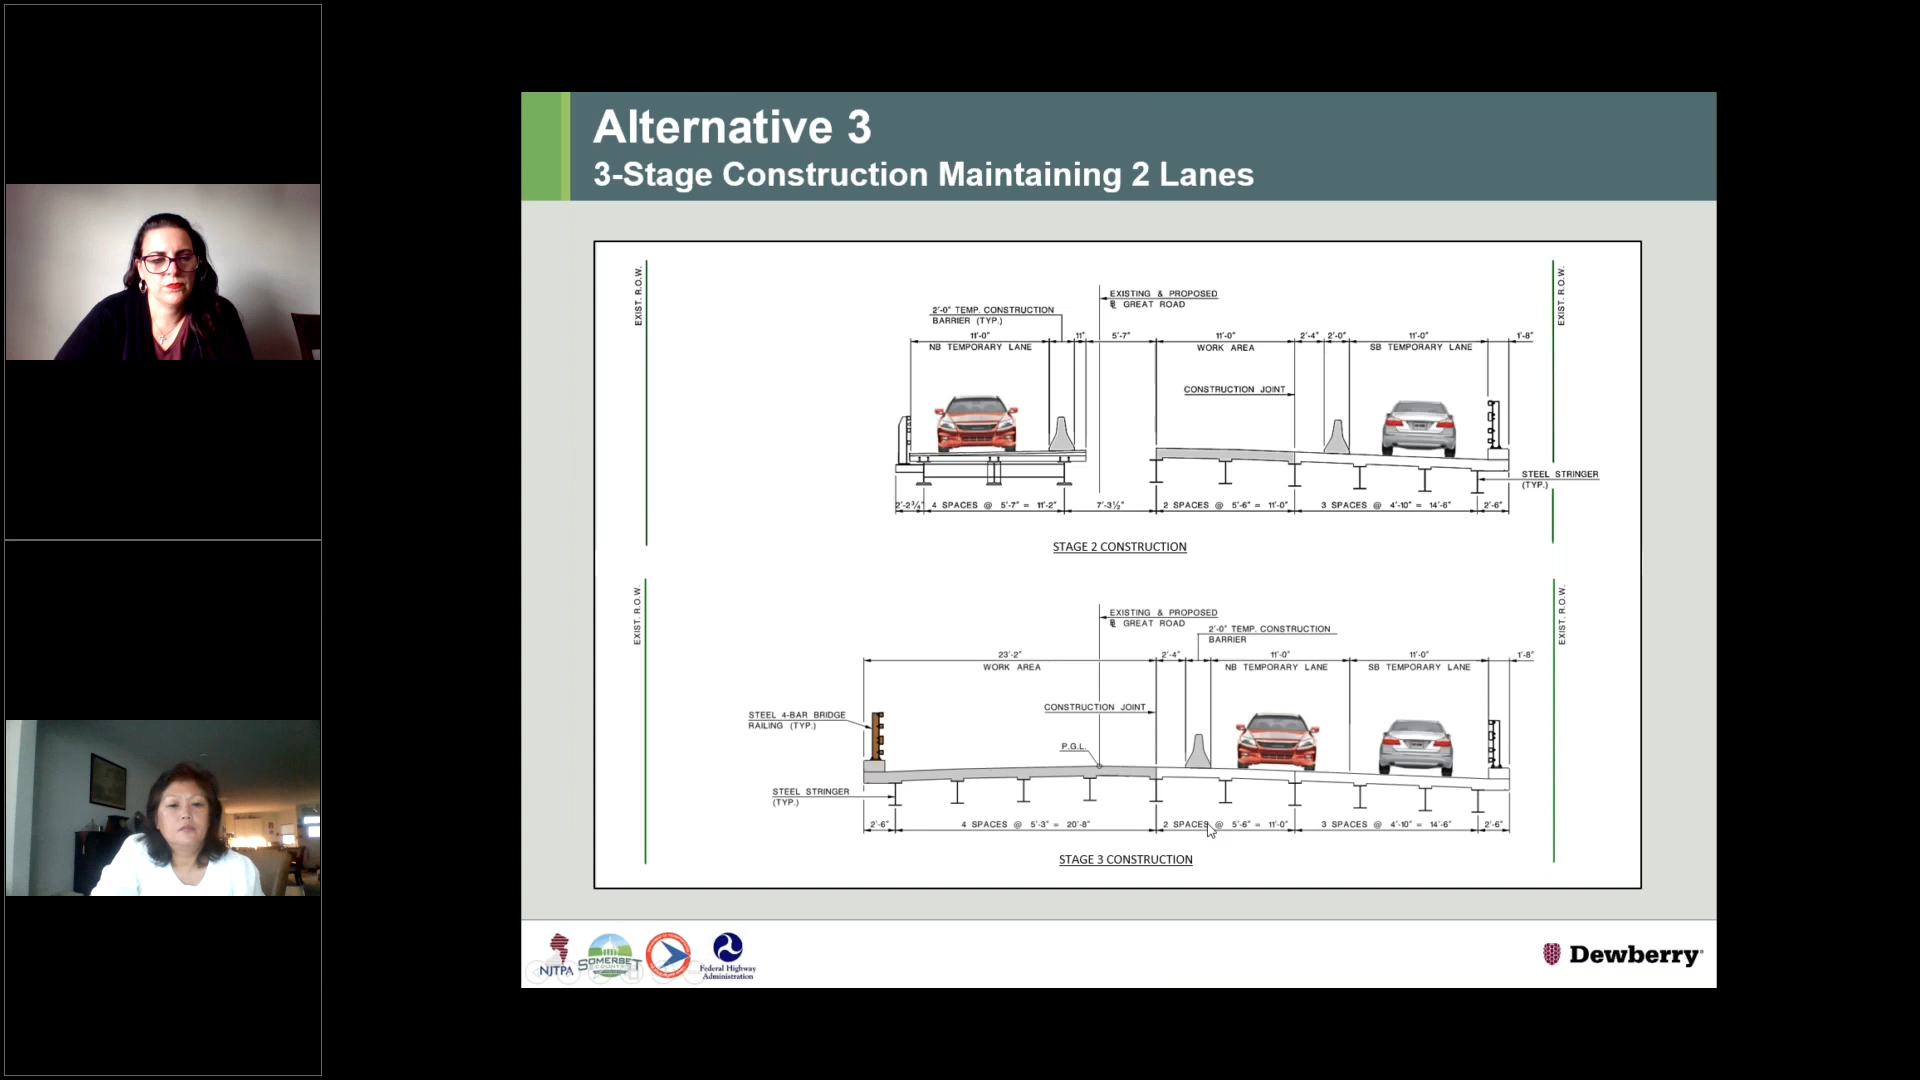 Alternative 3
3-Stage Construction Maintaining 2 Lanes
EXIST. R.O.W.
EXIST. R.O.W.
EXISTING & PROPOSED
℄ GREAT ROAD
2'-0" TEMP. CONSTRUCTION
BARRIER (TYP.)
11'-0" 11" 5'-7" 11'-0" 2'-4" 2'-0" 11'-0" 1'-8"
NB TEMPORARY LANE WORK AREA SB TEMPORARY LANE
CONSTRUCTION JOINT
STEEL STRINGER
(TYP.)
2'-2¾" 4 SPACES @ 5'-7" = 11'-2" 7'-3½" 2 SPACES @ 5'-6" = 11'-0" 3 SPACES @ 4'-10" = 14'-6" 2'-6"
STAGE 2 CONSTRUCTION
EXIST. R.O.W.
EXIST. R.O.W.
EXISTING & PROPOSED
℄ GREAT ROAD
2'-0" TEMP. CONSTRUCTION
BARRIER
23'-2" 2'-4" 11'-0" 11'-0" 1'-8"
WORK AREA NB TEMPORARY LANE SB TEMPORARY LANE
CONSTRUCTION JOINT
STEEL 4-BAR BRIDGE
RAILING (TYP.)
P.G.L.
STEEL STRINGER
(TYP.)
2'-6" 4 SPACES @ 5'-3" = 20'-8" 2 SPACES @ 5'-6" = 11'-0" 3 SPACES @ 4'-10" = 14'-6" 2'-6"
STAGE 3 CONSTRUCTION
NJTPA
SOMERSET
Federal Highway
Administration
Dewberry